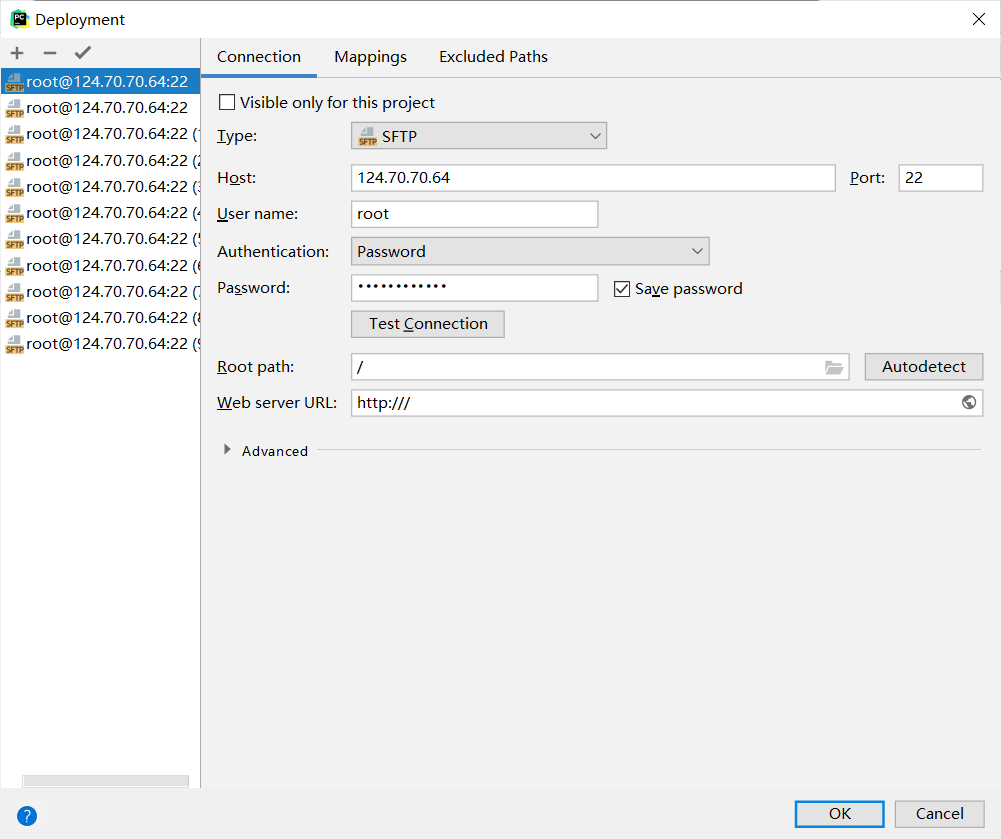 Deployment
root@124.70.70.64:22
root@124.70.70.64:22
root@124.70.70.64:22 (1
root@124.70.70.64:22 (2
root@124.70.70.64:22 (3
root@124.70.70.64:22 (4
root@124.70.70.64:22 (5
root@124.70.70.64:22 (6
root@124.70.70.64:22 (7
root@124.70.70.64:22 (8
root@124.70.70.64:22 (9
Connection Mappings Excluded Paths
Visible only for this project
Type: SFTP
Host: 124.70.70.64 Port: 22
User name: root
Authentication: Password
Password: •••••••••••• Save password
Test Connection
Root path: / Autodetect
Web server URL: http:///
Advanced
? OK Cancel